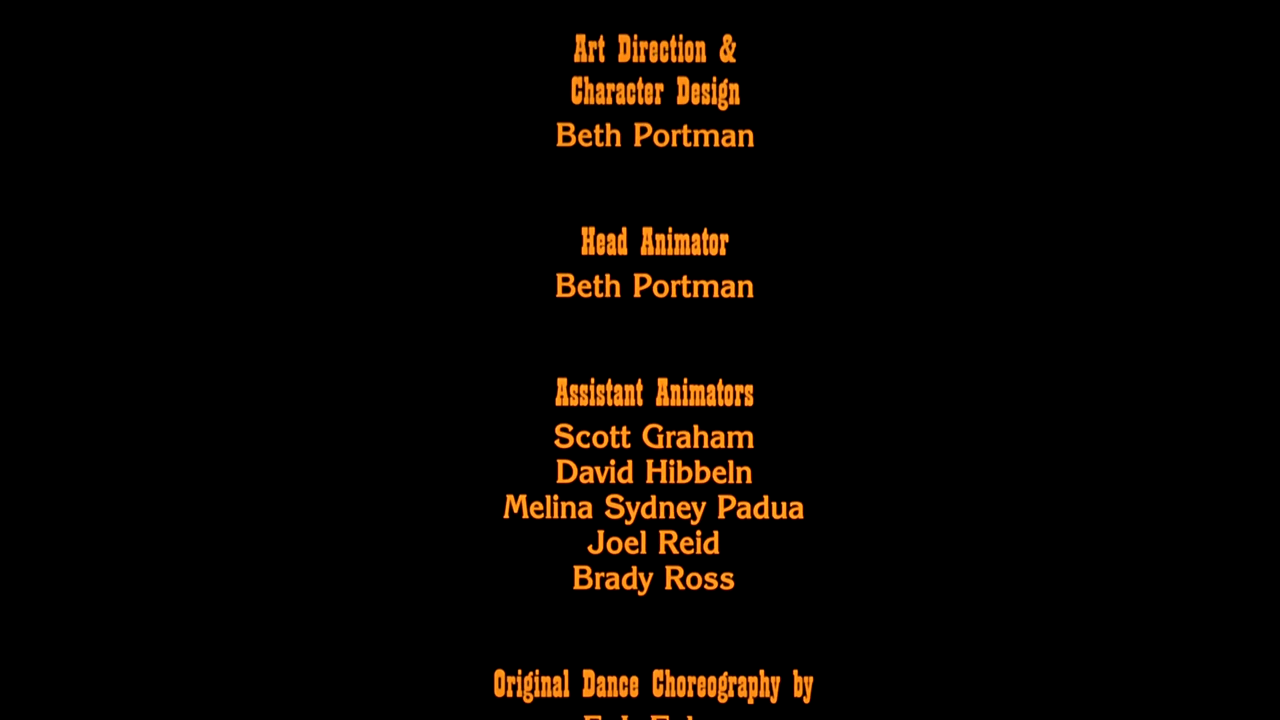 Art Direction &
Character Design
Beth Portman
Head Animator
Beth Portman
Assistant Animators
Scott Graham
David Hibbeln
Melina Sydney Padua
Joel Reid
Brady Ross
Original Dance Choreography by